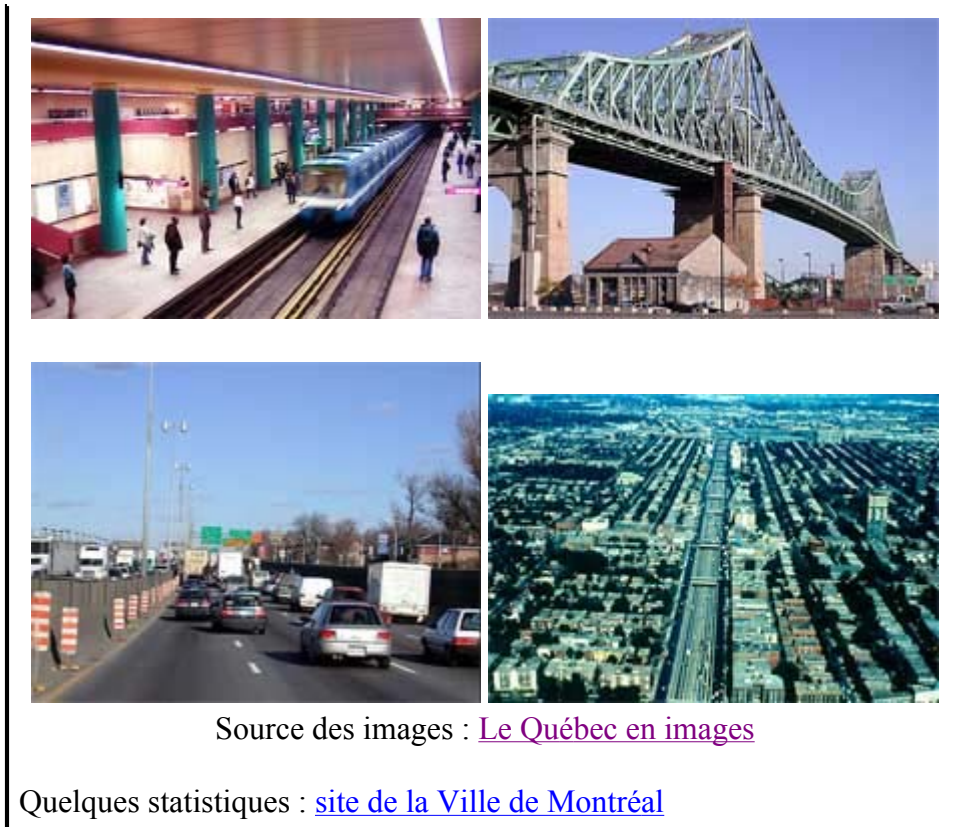 Source des images : Le Québec en images
Quelques statistiques : site de la Ville de Montréal